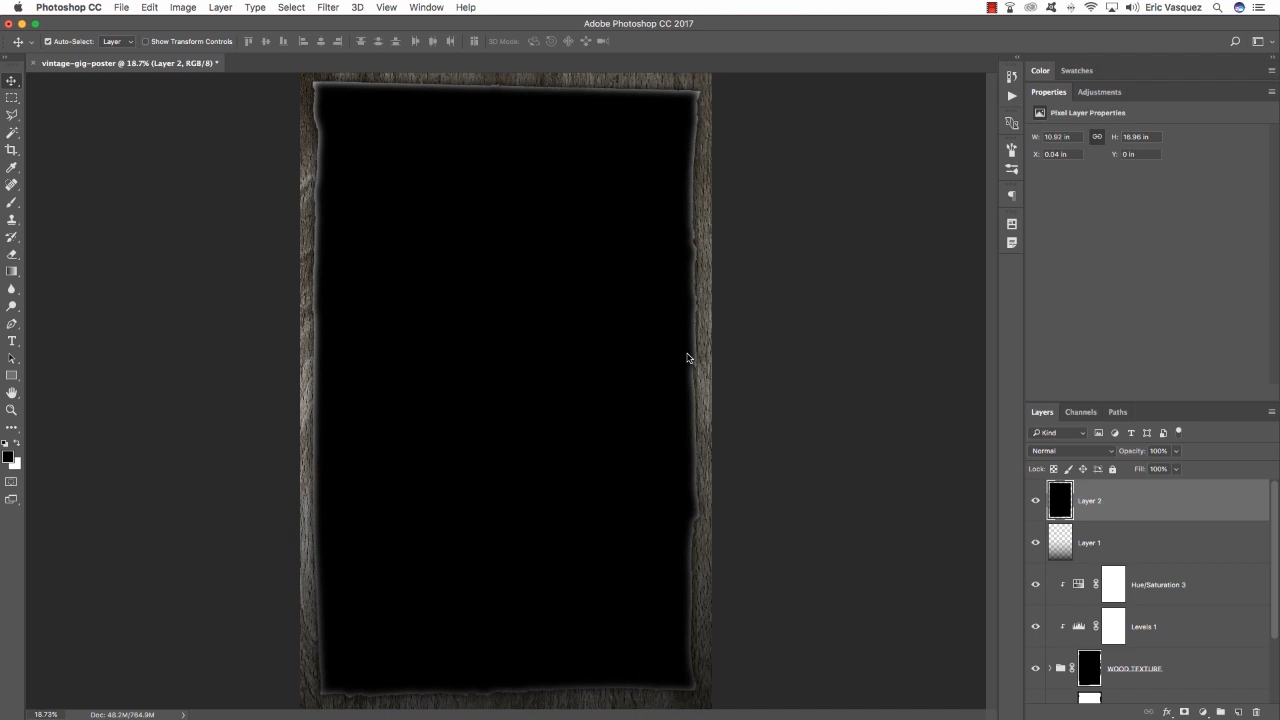 Photoshop CC File Edit Image Layer Type Select Filter 3D View Window Help Eric Vasquez
Adobe Photoshop CC 2017
Auto-Select: Layer Show Transform Controls 3D Mode:
vintage-gig-poster @ 18.7% (Layer 2, RGB/8) *
Color Swatches
Properties Adjustments
Pixel Layer Properties
W: 10.92 in H: 16.96 in
X: 0.04 in Y: 0 in
Layers Channels Paths
Kind
Normal Opacity: 100%
Lock: Fill: 100%
Layer 2
Layer 1
Hue/Saturation 3
Levels 1
WOOD TEXTURE
18.73% Doc: 48.2M/764.9M